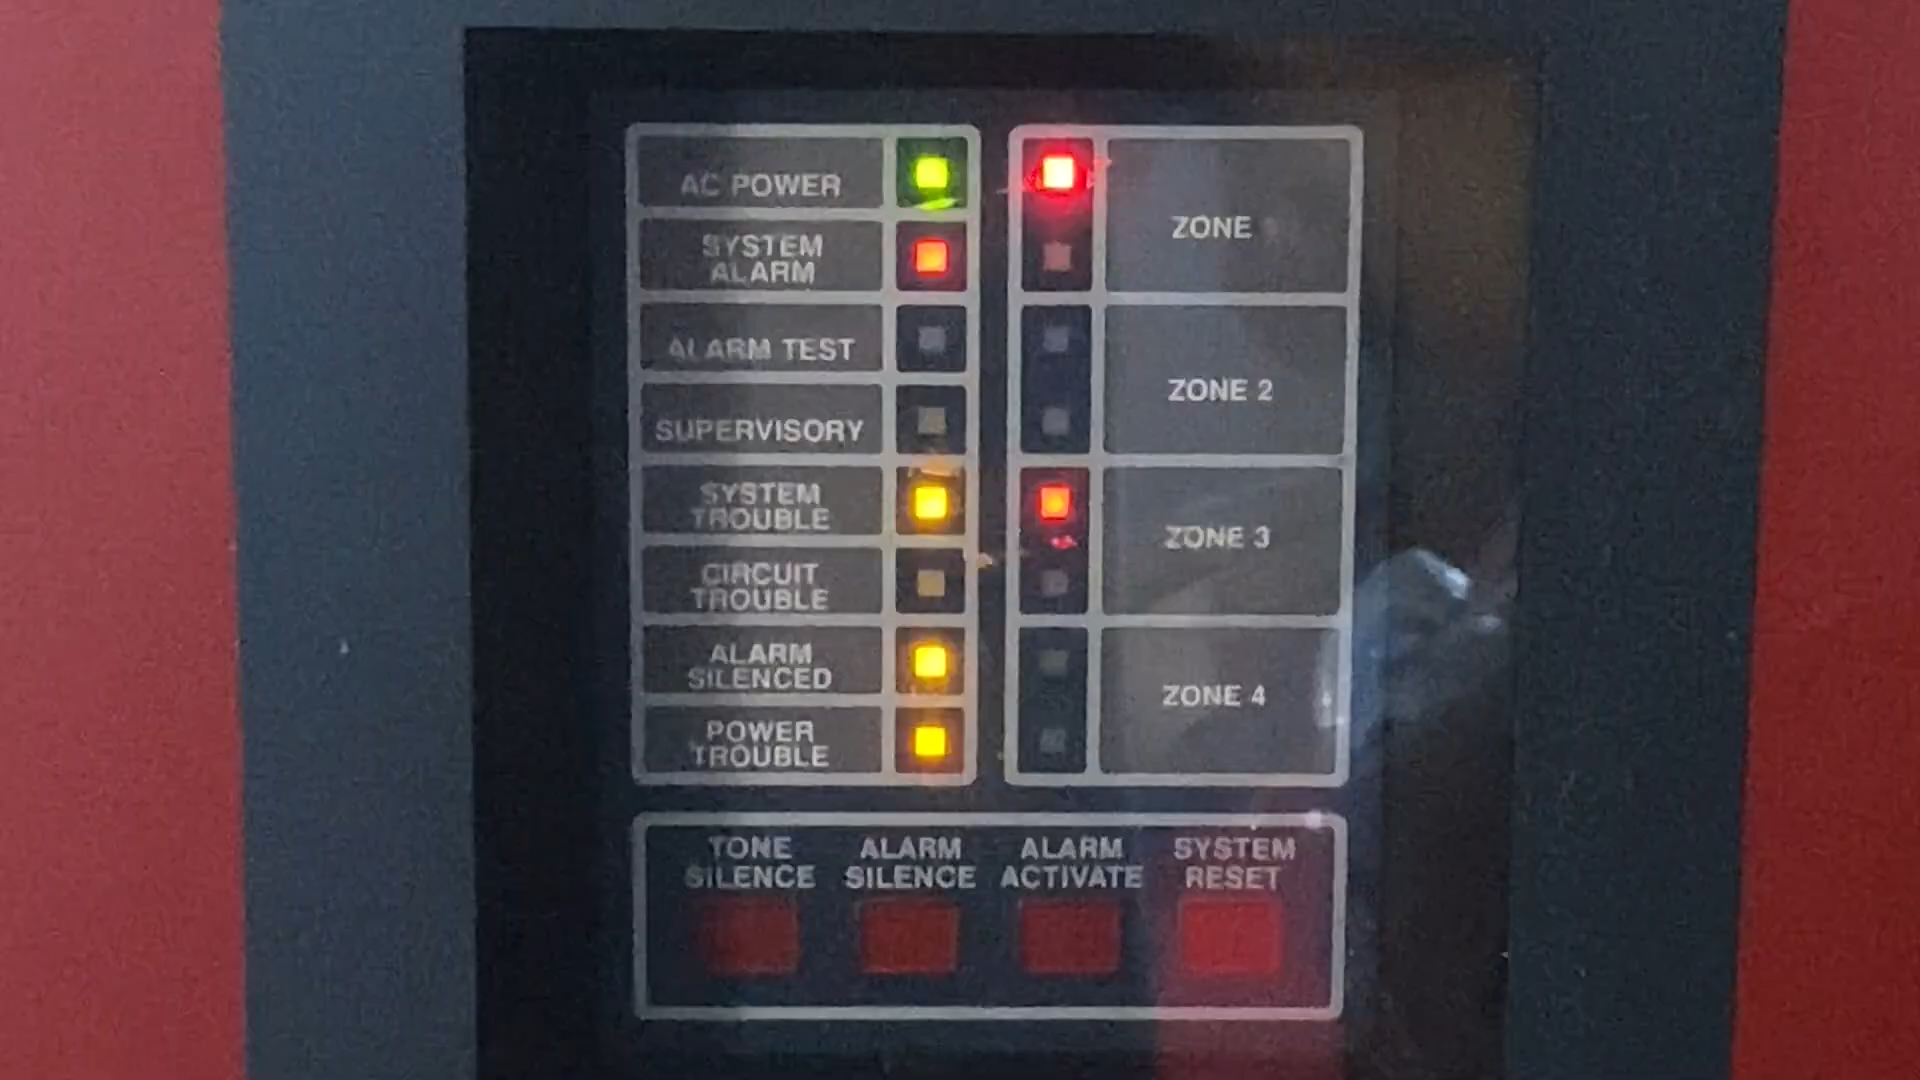 AC POWER
SYSTEM
ALARM
ALARM TEST
SUPERVISORY
SYSTEM
TROUBLE
CIRCUIT
TROUBLE
ALARM
SILENCED
POWER
TROUBLE
ZONE
ZONE 2
ZONE 3
ZONE 4
TONE
SILENCE
ALARM
SILENCE
ALARM
ACTIVATE
SYSTEM
RESET